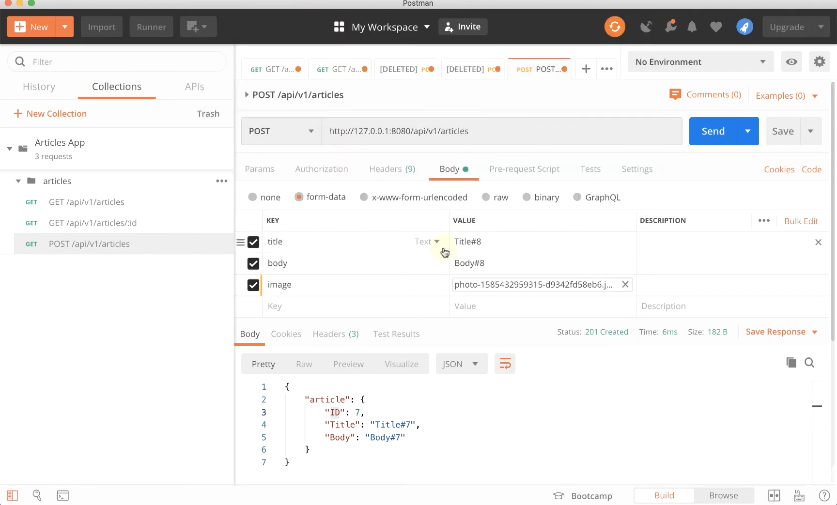 Postman
New Import Runner My Workspace Invite Upgrade
Filter
History Collections APIs
New Collection Trash
Articles App
3 requests
articles
GET GET /api/v1/articles
GET GET /api/v1/articles/:id
GET POST /api/v1/articles
GET GET /a... GET GET /a... [DELETED] [DELETED] POST POST... No Environment
POST /api/v1/articles Comments (0) Examples (0)
POST http://127.0.0.1:8080/api/v1/articles Send Save
Params Authorization Headers (9) Body Pre-request Script Tests Settings Cookies Code
none form-data x-www-form-urlencoded raw binary GraphQL
KEY VALUE DESCRIPTION Bulk Edit
title Text Title#8
body Body#8
image photo-1585432959315-d9342fd58eb6.j...
Key Value Description
Body Cookies Headers (3) Test Results Status: 201 Created Time: 6ms Size: 182 B Save Response
Pretty Raw Preview Visualize JSON
1 {
2 "article": {
3 "ID": 7,
4 "Title": "Title#7",
5 "Body": "Body#7"
6 }
7 }
Bootcamp Build Browse